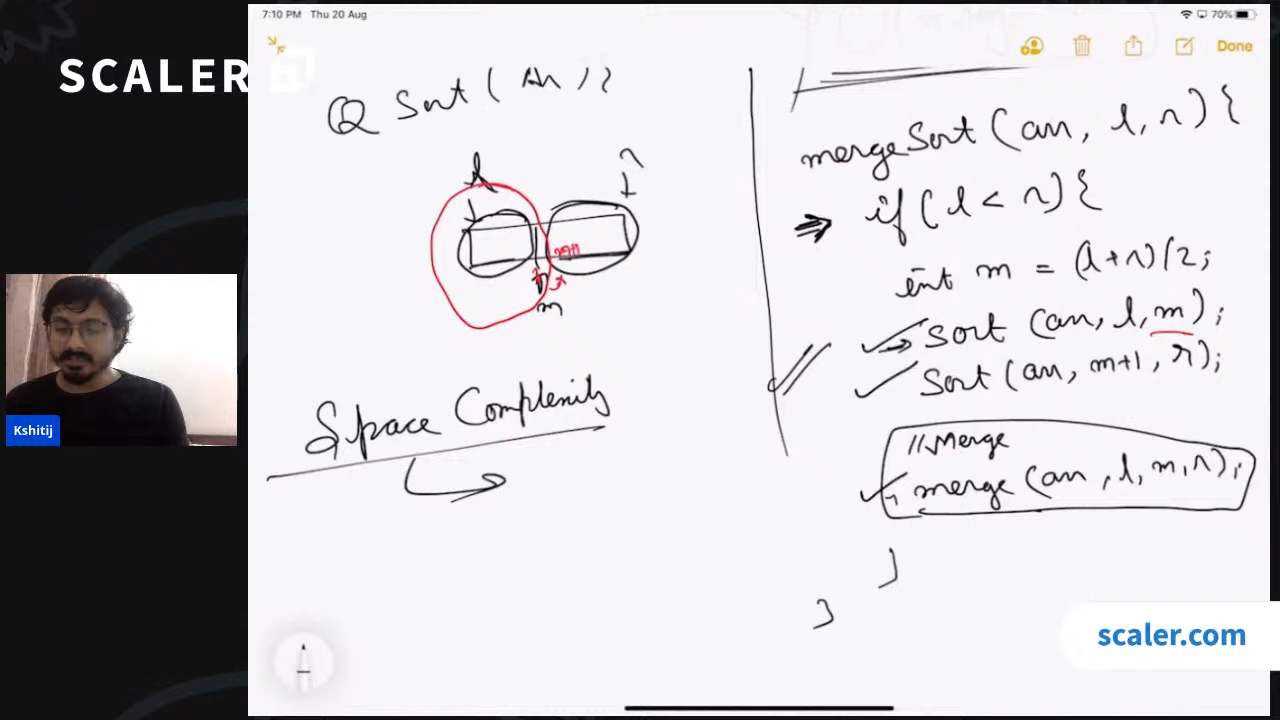 7:10 PM Thu 20 Aug
70%
SCALER
Done
Q Sort (arr) {
l
r
m+1
m
Space Complexity
mergeSort (arr, l, r) {
if (l < r) {
int m = (l+r)/2;
Sort (arr, l, m);
Sort (arr, m+1, r);
//Merge
merge (arr, l, m, r);
}
}
Kshitij
scaler.com